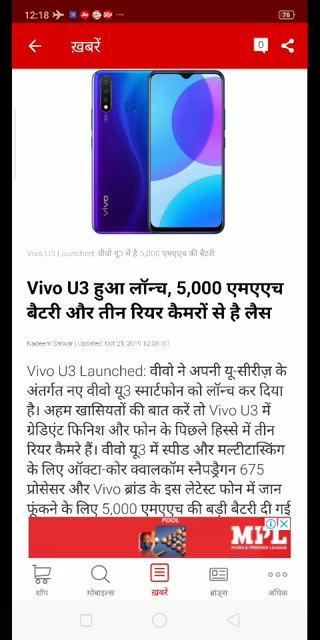 12:18
76
ख़बरें
0
vivo
Vivo U3 Launched: वीवो यू3 में है 5,000 एमएएच की बैटरी
Vivo U3 हुआ लॉन्च, 5,000 एमएएच
बैटरी और तीन रियर कैमरों से है लैस
Nadeem Sarwar | Updated: Oct 21, 2019 12:03 IST
Vivo U3 Launched: वीवो ने अपनी यू-सीरीज़ के
अंतर्गत नए वीवो यू3 स्मार्टफोन को लॉन्च कर दिया
है। अहम खासियतों की बात करें तो Vivo U3 में
ग्रेडिएंट फिनिश और फोन के पिछले हिस्से में तीन
रियर कैमरे हैं। वीवो यू3 में स्पीड और मल्टीटास्किंग
के लिए ऑक्टा-कोर क्वालकॉम स्नैपड्रैगन 675
प्रोसेसर और Vivo ब्रांड के इस लेटेस्ट फोन में जान
फूंकने के लिए 5,000 एमएएच की बड़ी बैटरी दी गई
POOL
MPL
MOBILE PREMIER LEAGUE
शॉप
मोबाइल्स
ख़बरें
ब्रांड्स
अधिक